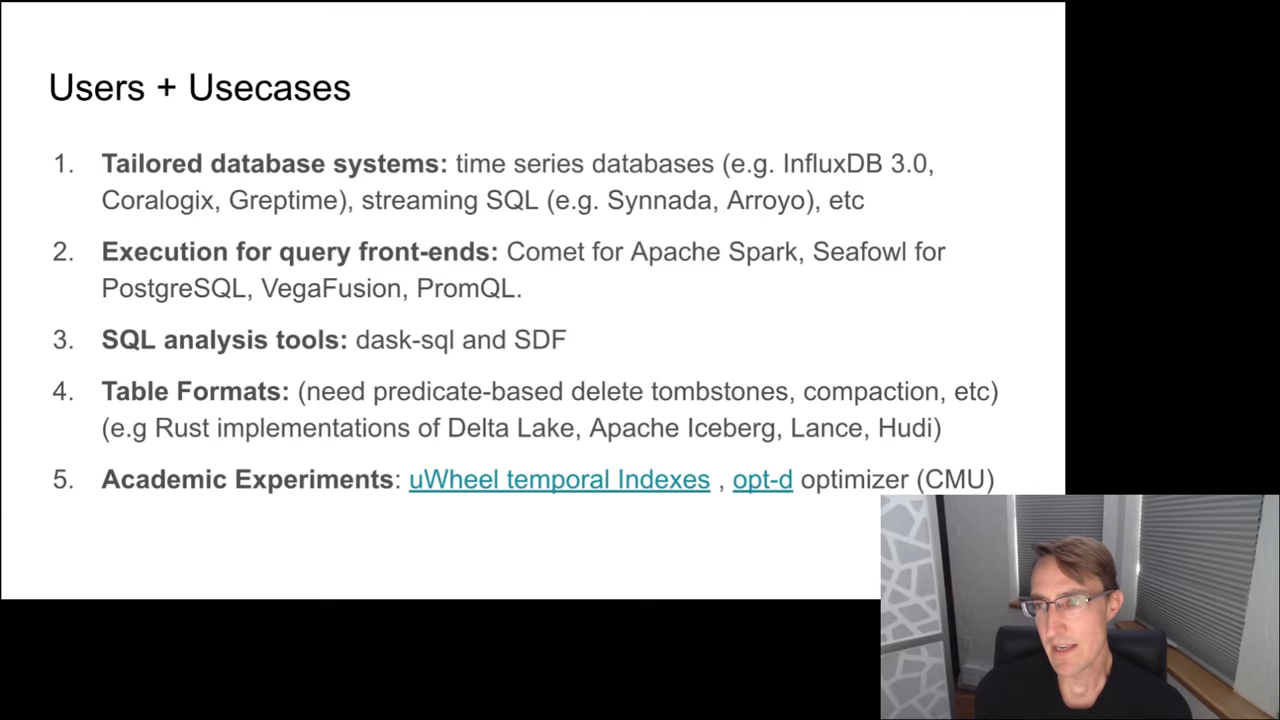 Users + Usecases
1. Tailored database systems: time series databases (e.g. InfluxDB 3.0,
Coralogix, Greptime), streaming SQL (e.g. Synnada, Arroyo), etc
2. Execution for query front-ends: Comet for Apache Spark, Seafowl for
PostgreSQL, VegaFusion, PromQL.
3. SQL analysis tools: dask-sql and SDF
4. Table Formats: (need predicate-based delete tombstones, compaction, etc)
(e.g Rust implementations of Delta Lake, Apache Iceberg, Lance, Hudi)
5. Academic Experiments: uWheel temporal Indexes , opt-d optimizer (CMU)